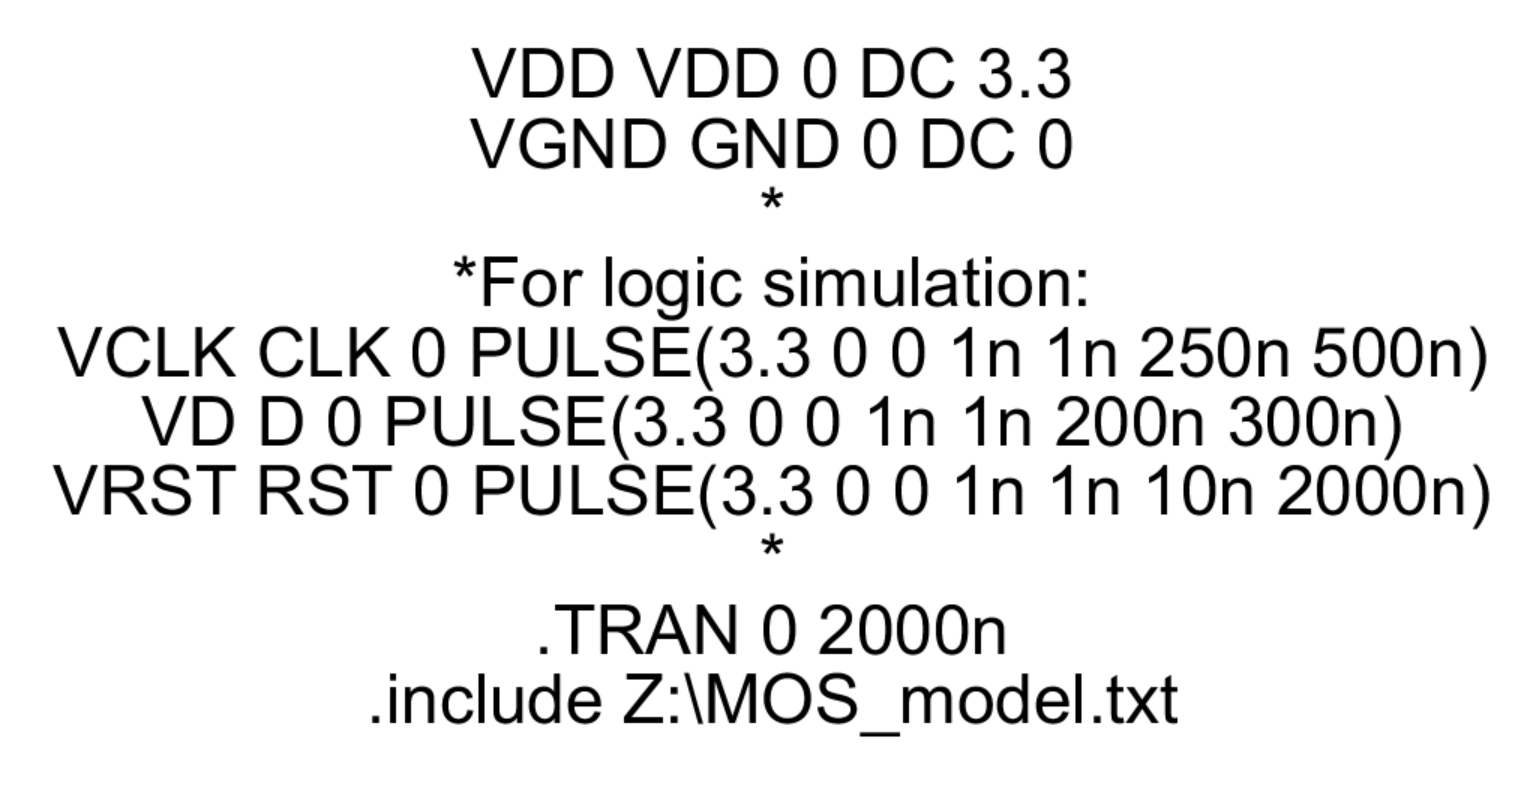 VDD VDD 0 DC 3.3
VGND GND 0 DC 0
*
*For logic simulation:
VCLK CLK 0 PULSE(3.3 0 0 1n 1n 250n 500n)
VD D 0 PULSE(3.3 0 0 1n 1n 200n 300n)
VRST RST 0 PULSE(3.3 0 0 1n 1n 10n 2000n)
*
.TRAN 0 2000n
.include Z:\MOS_model.txt